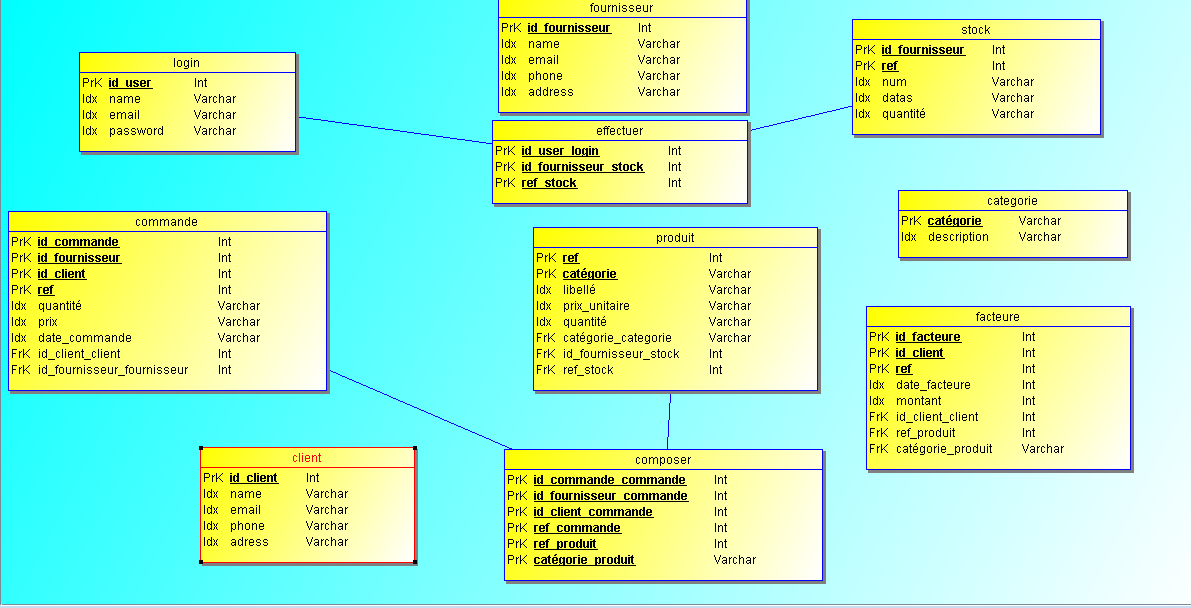 fournisseur
PrK id_fournisseur Int
Idx name Varchar
Idx email Varchar
Idx phone Varchar
Idx address Varchar
stock
PrK id_fournisseur Int
PrK ref Int
Idx num Varchar
Idx datas Varchar
Idx quantité Varchar
login
PrK id_user Int
Idx name Varchar
Idx email Varchar
Idx password Varchar
effectuer
PrK id_user_login Int
PrK id_fournisseur_stock Int
PrK ref_stock Int
categorie
PrK catégorie Varchar
Idx description Varchar
commande
PrK id_commande Int
PrK id_fournisseur Int
PrK id_client Int
PrK ref Int
Idx quantité Varchar
Idx prix Varchar
Idx date_commande Varchar
FrK id_client_client Int
FrK id_fournisseur_fournisseur Int
produit
PrK ref Int
PrK catégorie Varchar
Idx libellé Varchar
Idx prix_unitaire Varchar
Idx quantité Varchar
FrK catégorie_categorie Varchar
FrK id_fournisseur_stock Int
FrK ref_stock Int
facteure
PrK id_facteure Int
PrK id_client Int
PrK ref Int
Idx date_facteure Int
Idx montant Int
FrK id_client_client Int
FrK ref_produit Int
FrK catégorie_produit Varchar
client
PrK id_client Int
Idx name Varchar
Idx email Varchar
Idx phone Varchar
Idx adress Varchar
composer
PrK id_commande_commande Int
PrK id_fournisseur_commande Int
PrK id_client_commande Int
PrK ref_commande Int
PrK ref_produit Int
PrK catégorie_produit Varchar